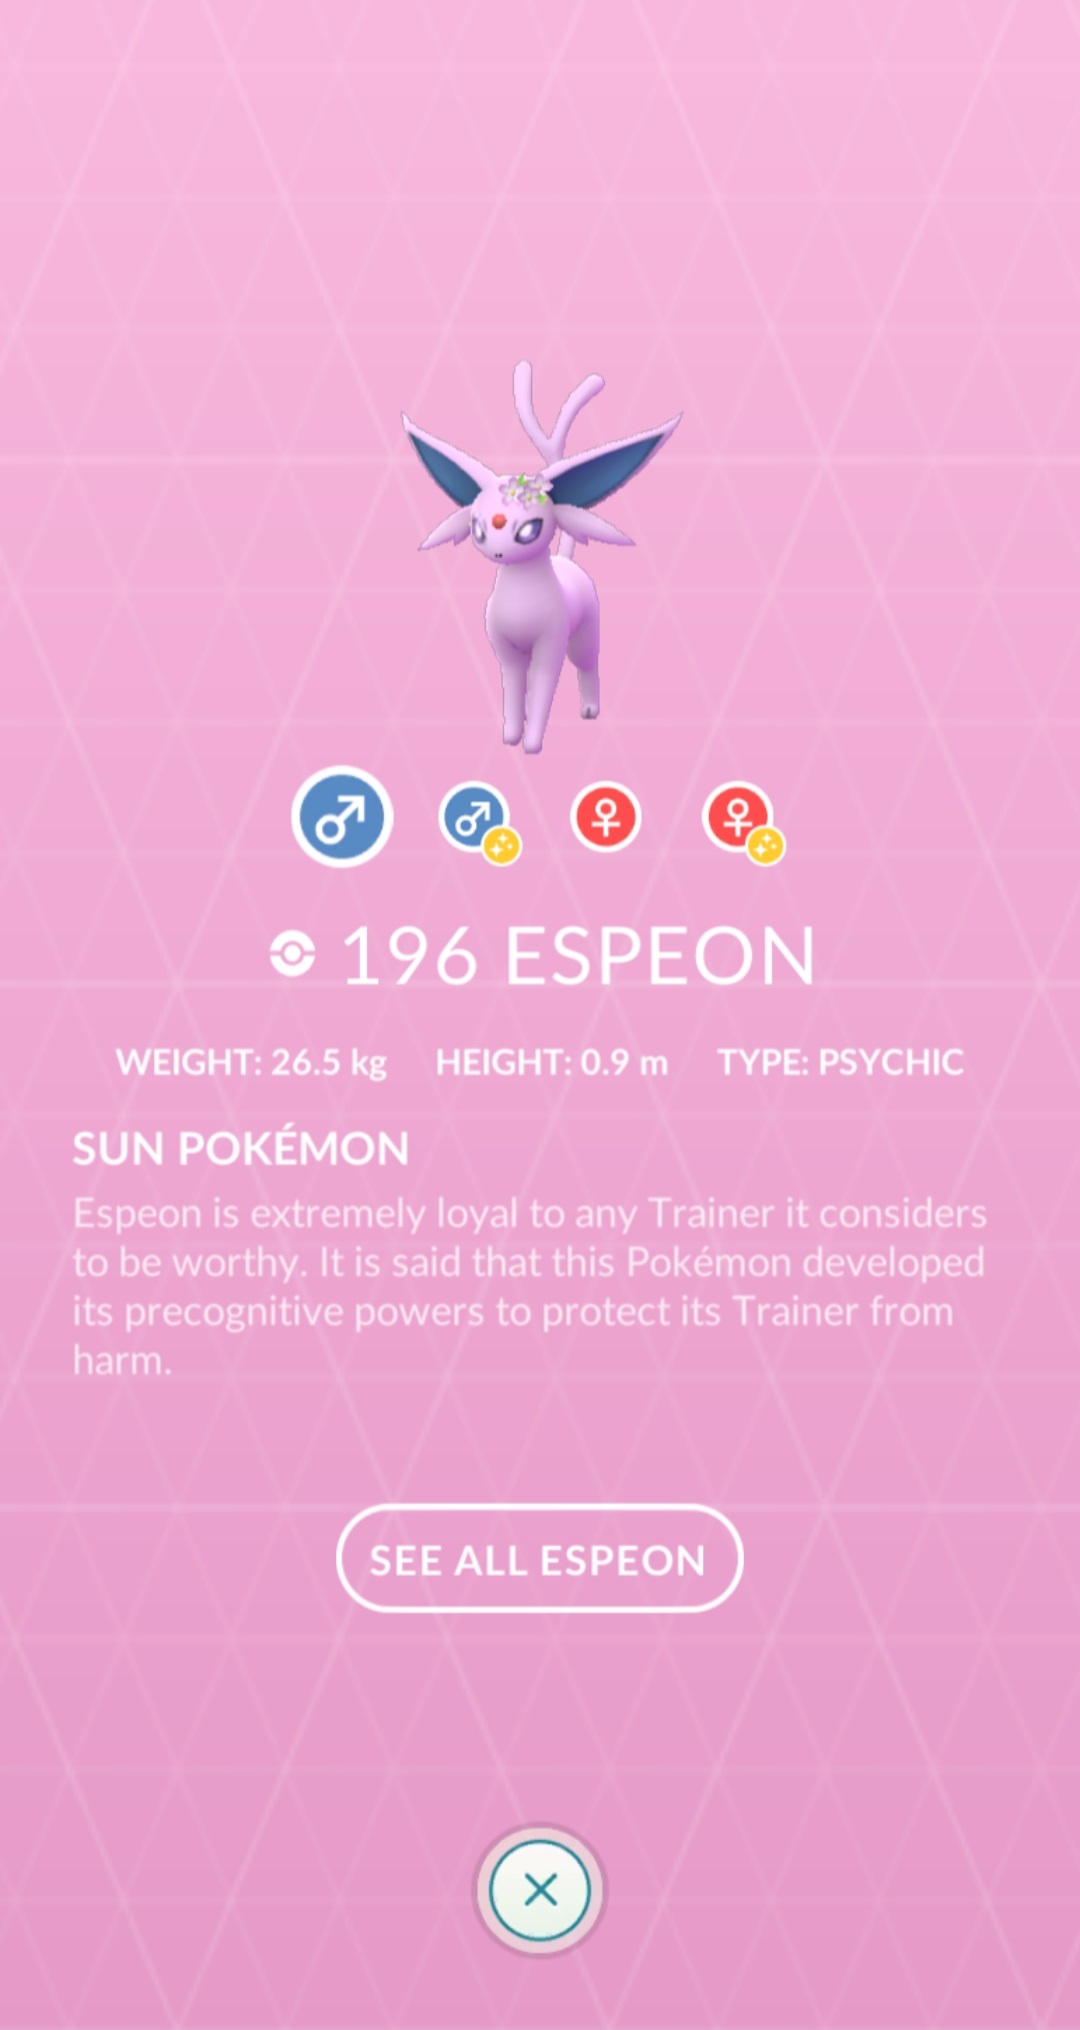 196 ESPEON
WEIGHT: 26.5 kg HEIGHT: 0.9 m TYPE: PSYCHIC
SUN POKÉMON
Espeon is extremely loyal to any Trainer it considers
to be worthy. It is said that this Pokémon developed
its precognitive powers to protect its Trainer from
harm.
SEE ALL ESPEON